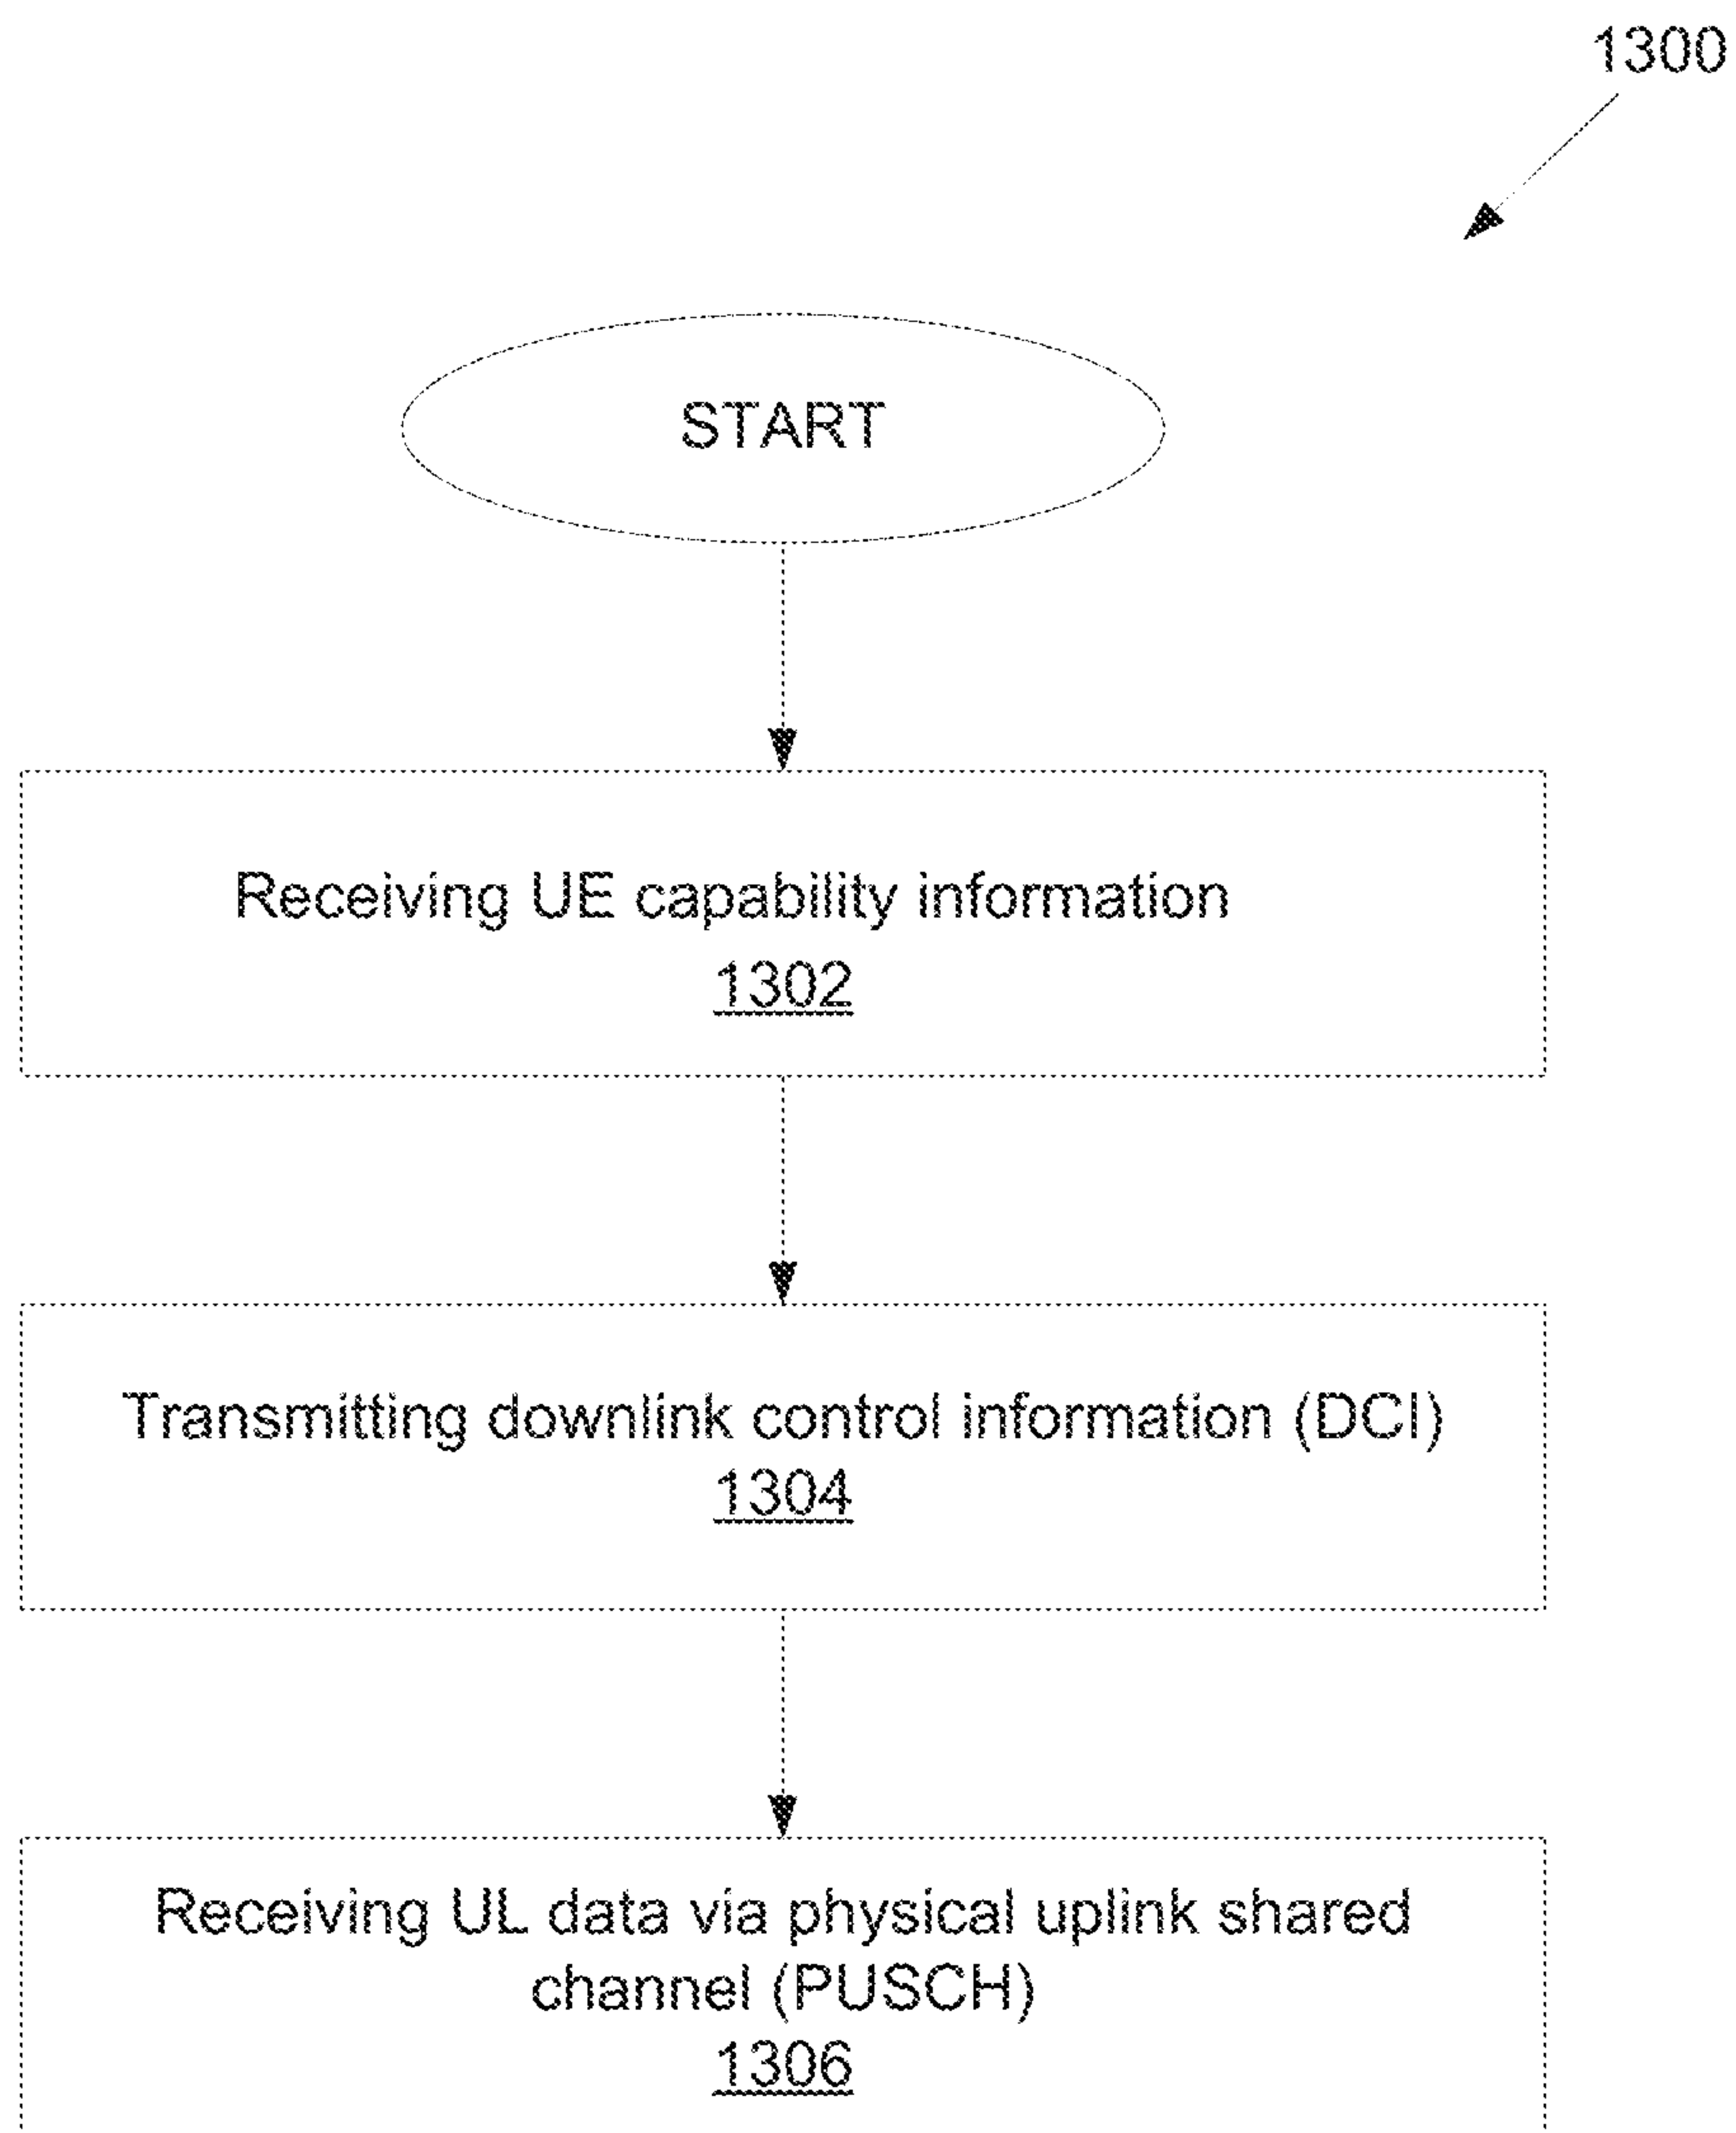 1300
START
Receiving UE capability information
1302
Transmitting downlink control information (DCI)
1304
Receiving UL data via physical uplink shared
channel (PUSCH)
1306